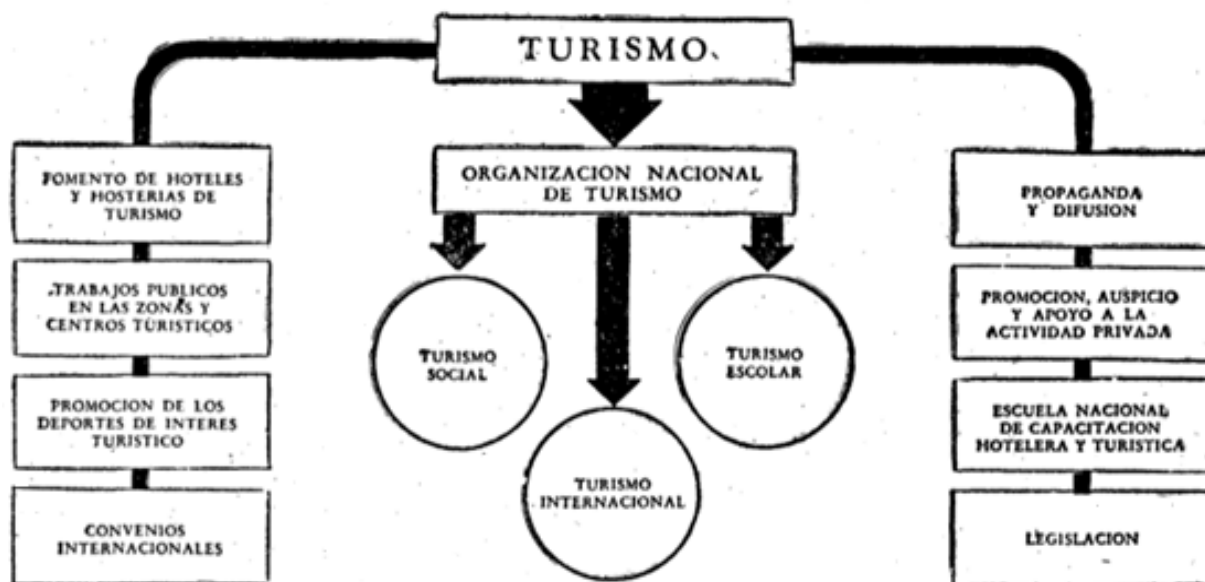 TURISMO
FOMENTO DE HOTELES
Y HOSTERIAS DE
TURISMO
TRABAJOS PUBLICOS
EN LAS ZONAS Y
CENTROS TURISTICOS
PROMOCION DE LOS
DEPORTES DE INTERES
TURISTICO
CONVENIOS
INTERNACIONALES
ORGANIZACION NACIONAL
DE TURISMO
TURISMO
SOCIAL
TURISMO
INTERNACIONAL
TURISMO
ESCOLAR
PROPAGANDA
Y DIFUSION
PROMOCION, AUSPICIO
Y APOYO A LA
ACTIVIDAD PRIVADA
ESCUELA NACIONAL
DE CAPACITACION
HOTELERA Y TURISTICA
LEGISLACION